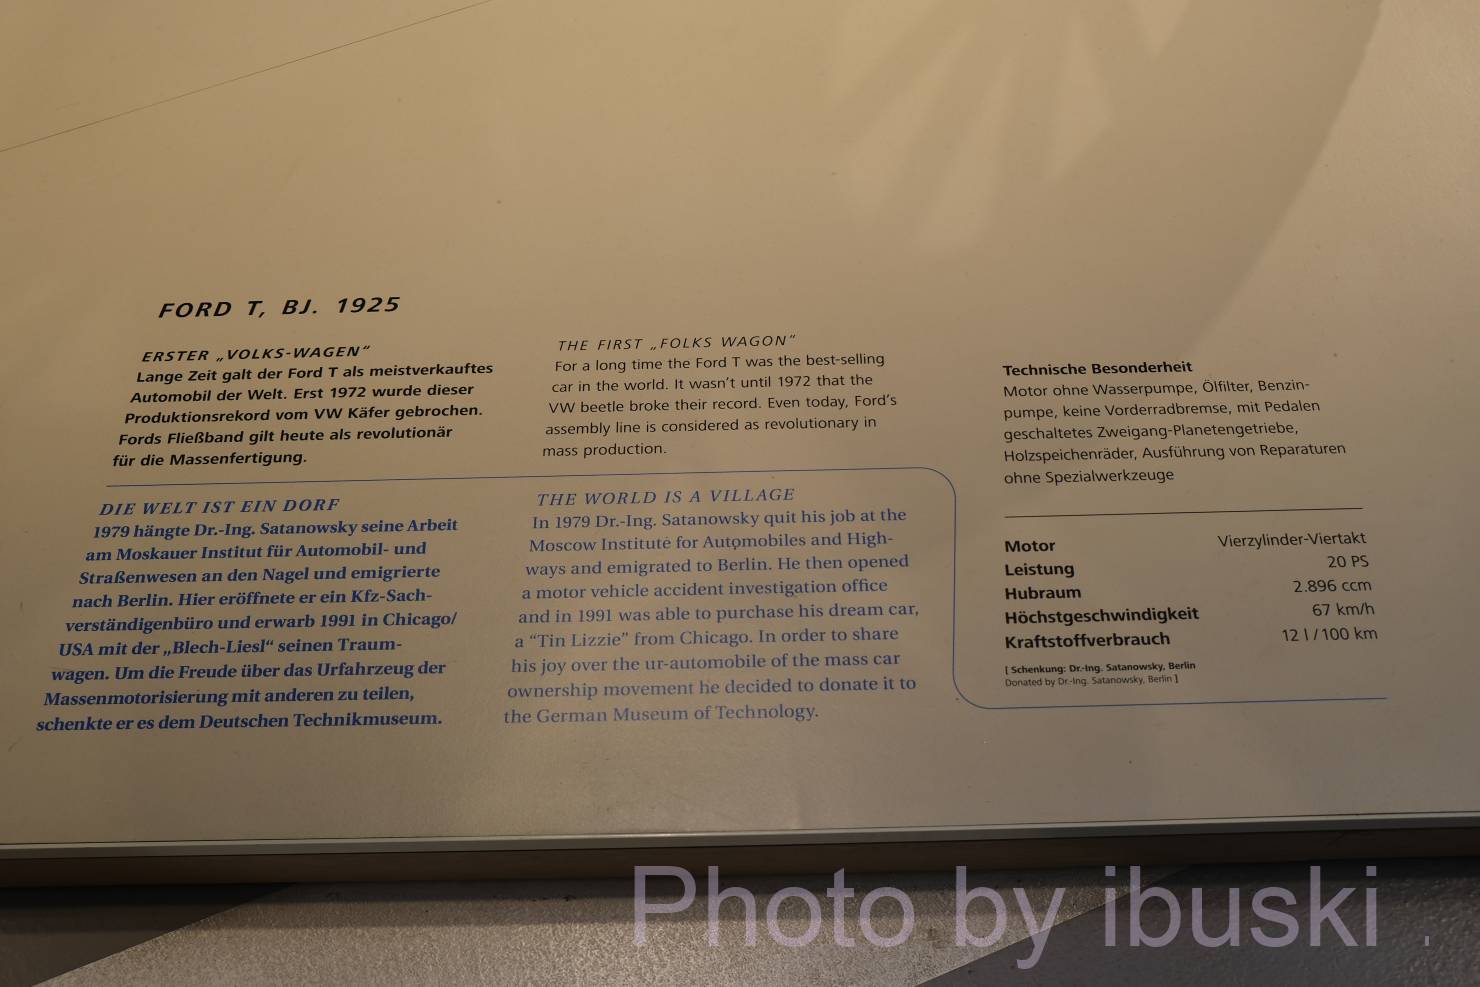 FORD T, BJ. 1925
ERSTER „VOLKS-WAGEN“
Lange Zeit galt der Ford T als meistverkauftes
Automobil der Welt. Erst 1972 wurde dieser
Produktionsrekord vom VW Käfer gebrochen.
Fords Fließband gilt heute als revolutionär
für die Massenfertigung.
THE FIRST „FOLKS WAGON“
For a long time the Ford T was the best-selling
car in the world. It wasn't until 1972 that the
VW beetle broke their record. Even today, Ford's
assembly line is considered as revolutionary in
mass production.
DIE WELT IST EIN DORF
1979 hängte Dr.-Ing. Satanowsky seine Arbeit
am Moskauer Institut für Automobil- und
Straßenwesen an den Nagel und emigrierte
nach Berlin. Hier eröffnete er ein Kfz-Sach-
verständigenbüro und erwarb 1991 in Chicago/
USA mit der „Blech-Liesl“ seinen Traum-
wagen. Um die Freude über das Urfahrzeug der
Massenmotorisierung mit anderen zu teilen,
schenkte er es dem Deutschen Technikmuseum.
THE WORLD IS A VILLAGE
In 1979 Dr.-Ing. Satanowsky quit his job at the
Moscow Institute for Automobiles and High-
ways and emigrated to Berlin. He then opened
a motor vehicle accident investigation office
and in 1991 was able to purchase his dream car,
a “Tin Lizzie” from Chicago. In order to share
his joy over the ur-automobile of the mass car
ownership movement he decided to donate it to
the German Museum of Technology.
Technische Besonderheit
Motor ohne Wasserpumpe, Ölfilter, Benzin-
pumpe, keine Vorderradbremse, mit Pedalen
geschaltetes Zweigang-Planetengetriebe,
Holzspeichenräder, Ausführung von Reparaturen
ohne Spezialwerkzeuge
Motor Vierzylinder-Viertakt
Leistung 20 PS
Hubraum 2.896 ccm
Höchstgeschwindigkeit 67 km/h
Kraftstoffverbrauch 12 l / 100 km
[ Schenkung: Dr.-Ing. Satanowsky, Berlin
Donated by Dr.-Ing. Satanowsky, Berlin ]
Photo by ibuski .